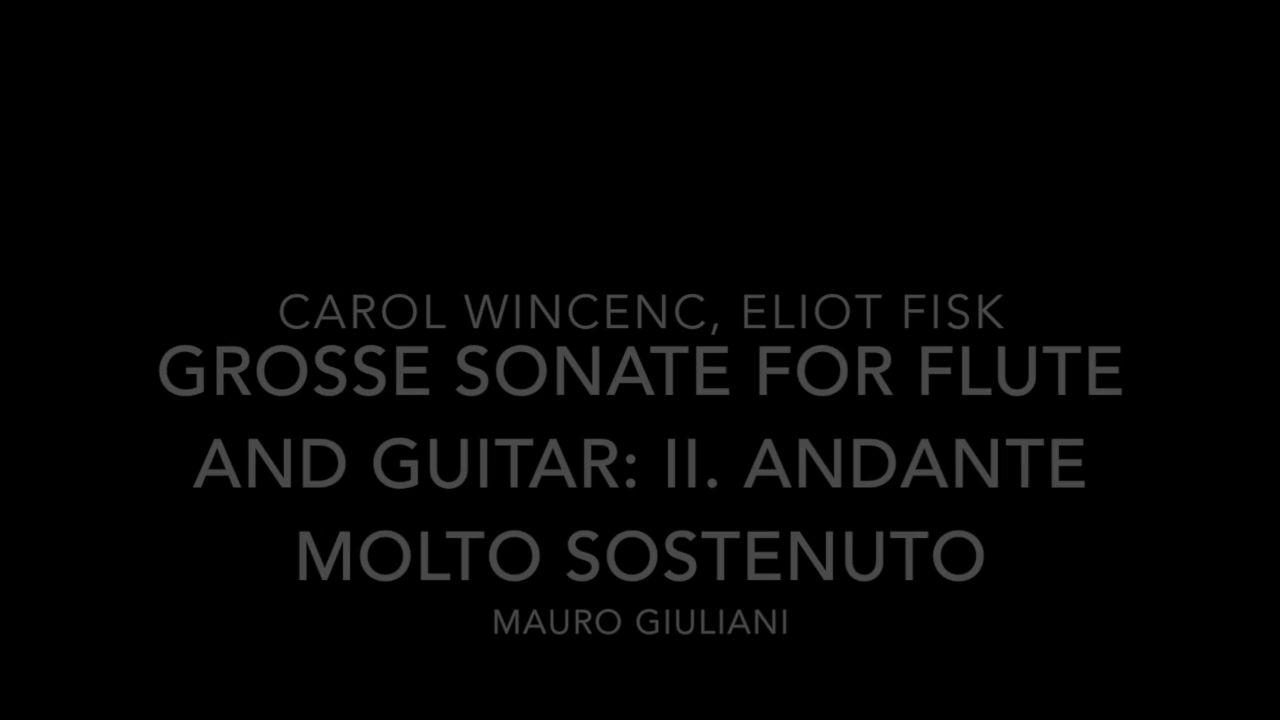 CAROL WINCENC, ELIOT FISK
GROSSE SONATE FOR FLUTE
AND GUITAR: II. ANDANTE
MOLTO SOSTENUTO
MAURO GIULIANI